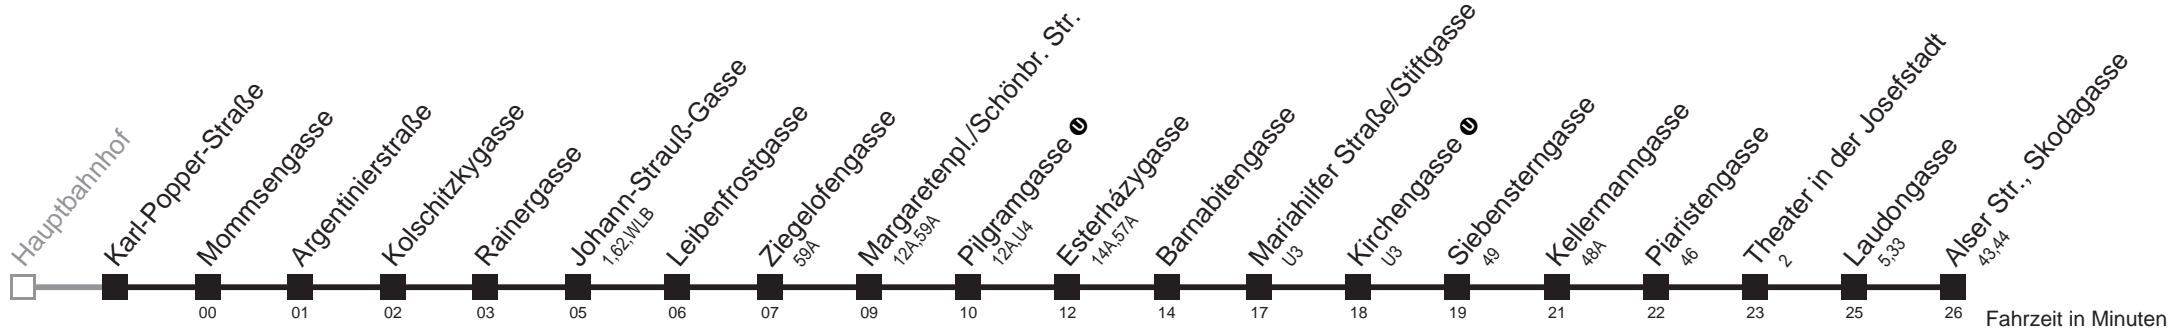 Hauptbahnhof
Karl-Popper-Straße
Mommsengasse
Argentinierstraße
Kolschitzkygasse
Rainergasse
Johann-Strauß-Gasse
1,62,WLB
Leibenfrostgasse
Ziegelofengasse
59A
Margaretenpl./Schönbr. Str.
12A,59A
Pilgramgasse U
12A,U4
Esterházygasse
14A,57A
Barnabitengasse
Mariahilfer Straße/Stiftgasse
U3
Kirchengasse U
U3
Siebensterngasse
49
Kellermanngasse
48A
Piaristengasse
46
Theater in der Josefstadt
2
Laudongasse
5,33
Alser Str., Skodagasse
43,44
00 01 02 03 05 06 07 09 10 12 14 17 18 19 21 22 23 25 26 Fahrzeit in Minuten